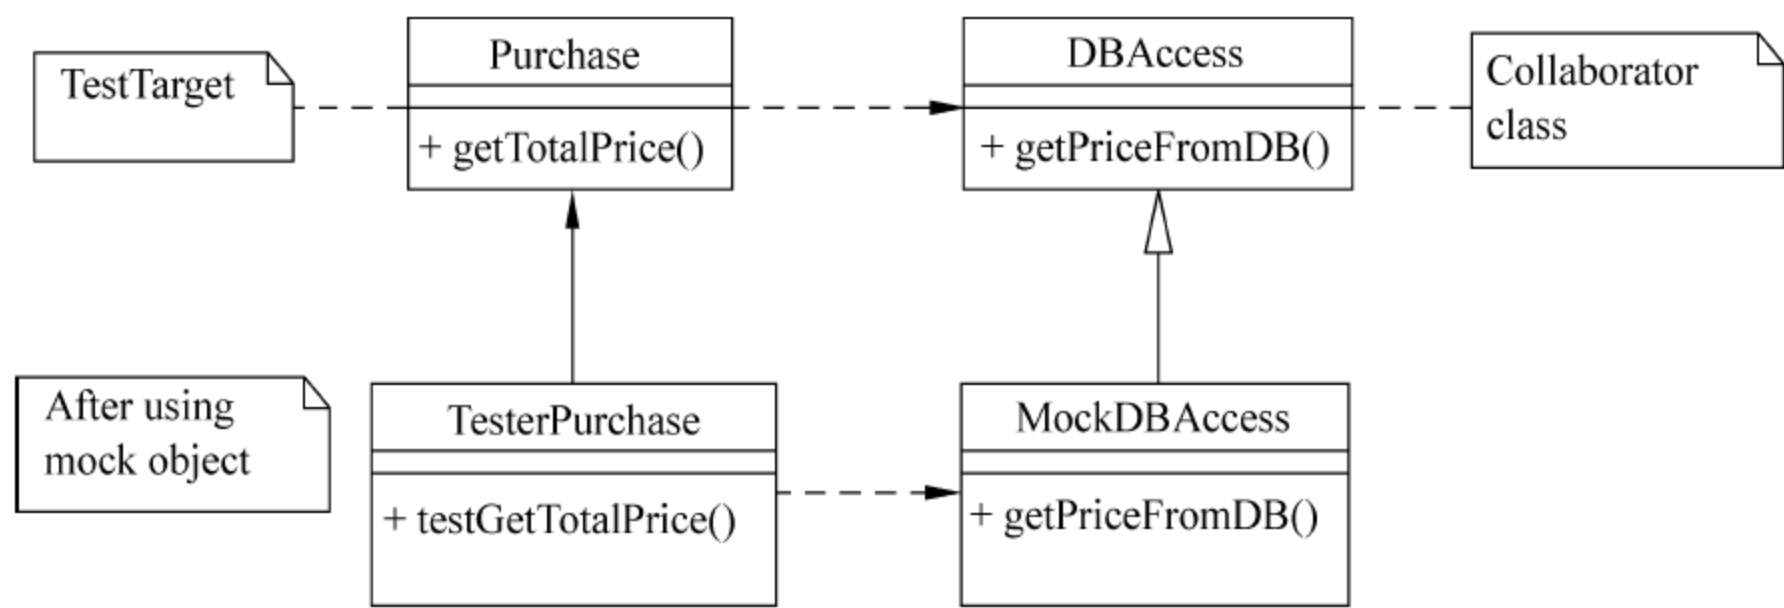 TestTarget
Purchase
+ getTotalPrice()
DBAccess
+ getPriceFromDB()
Collaborator
class
After using
mock object
TesterPurchase
+ testGetTotalPrice()
MockDBAccess
+ getPriceFromDB()